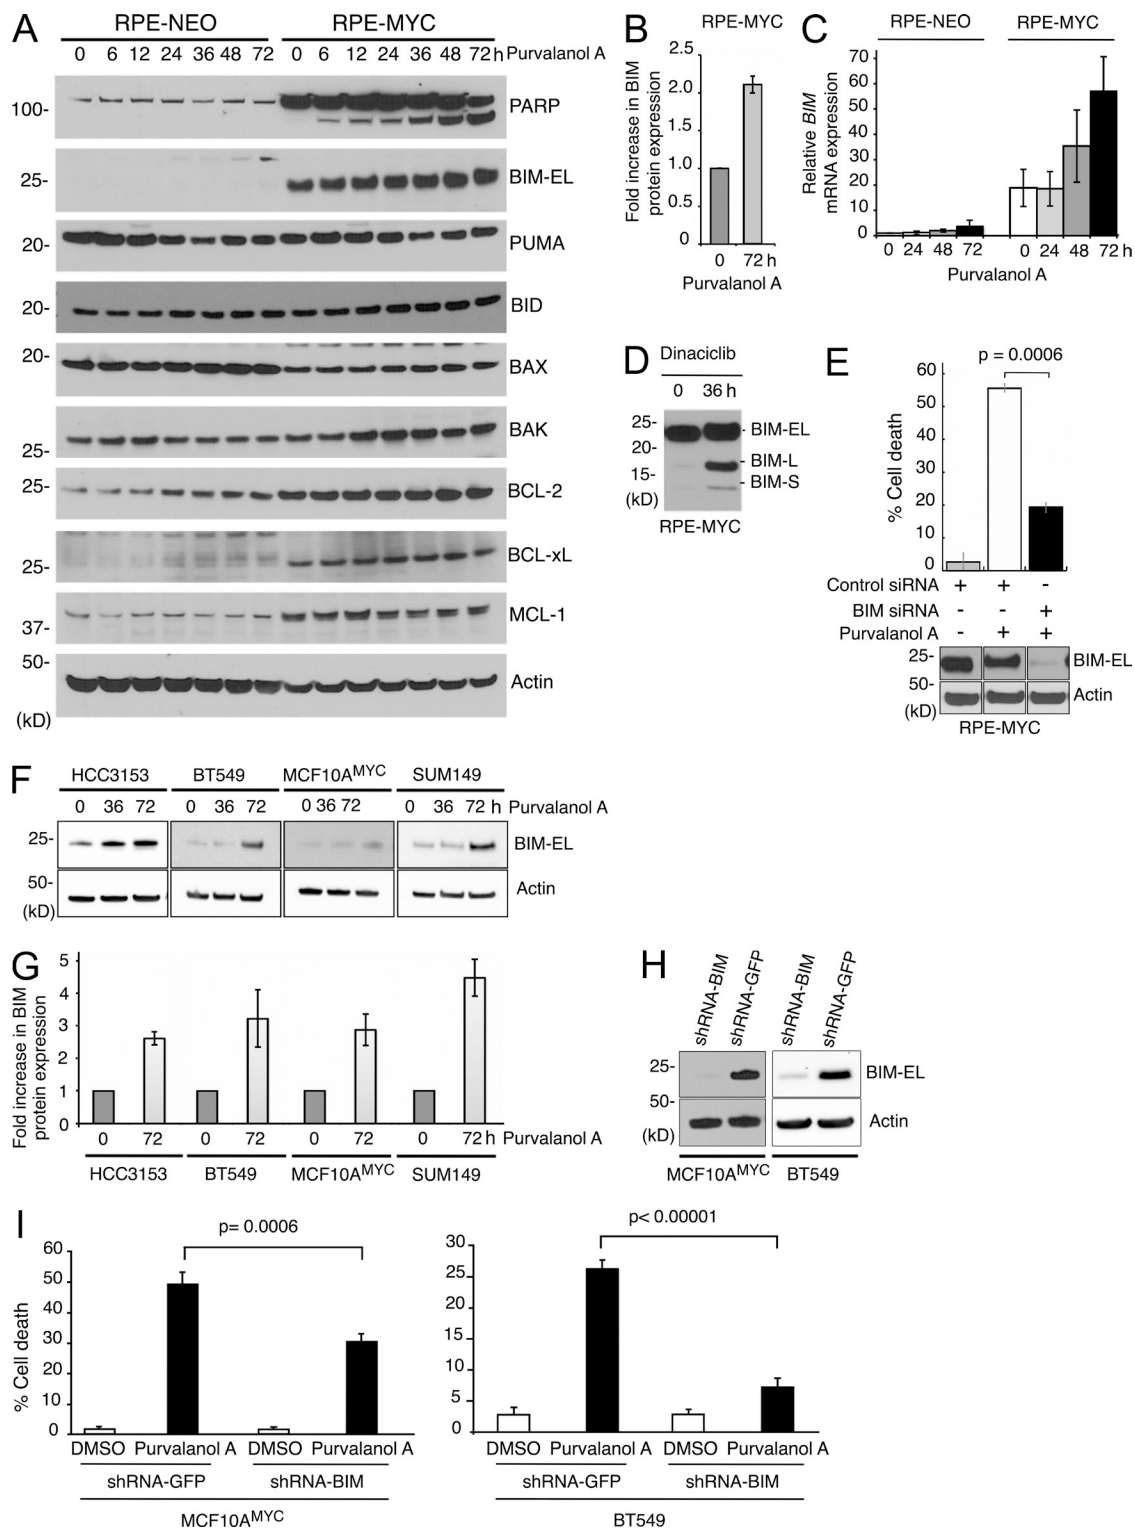 A
RPE-NEO RPE-MYC
0 6 12 24 36 48 72 0 6 12 24 36 48 72 h Purvalanol A
100- PARP
25- BIM-EL
20- PUMA
20- BID
20- BAX
25- BAK
25- BCL-2
25- BCL-xL
37- MCL-1
50- Actin
(kD)
B
RPE-MYC
Fold increase in BIM
protein expression
2.5
2.0
1.5
1.0
0.5
0
0 72 h
Purvalanol A
C
RPE-NEO RPE-MYC
Relative BIM
mRNA expression
70
60
50
40
30
20
10
0
0 24 48 72 0 24 48 72 h
Purvalanol A
D
Dinaciclib
0 36 h
25- BIM-EL
20-
BIM-L
15- BIM-S
(kD)
RPE-MYC
E
p = 0.0006
% Cell death
60
50
40
60
20
10
0
Control siRNA + + -
BIM siRNA - - +
Purvalanol A - + +
25- BIM-EL
50- Actin
(kD)
RPE-MYC
F
HCC3153 BT549 MCF10AMYC SUM149
0 36 72 0 36 72 0 36 72 0 36 72 h Purvalanol A
25- BIM-EL
50- Actin
(kD)
G
Fold increase in BIM
protein expression
5
4
3
2
1
0
0 72 0 72 0 72 0 72 h Purvalanol A
HCC3153 BT549 MCF10AMYC SUM149
H
shRNA-BIM shRNA-GFP shRNA-BIM shRNA-GFP
25- BIM-EL
50- Actin
(kD)
MCF10AMYC BT549
I
p= 0.0006
% Cell death
60
50
40
30
20
10
0
DMSO Purvalanol A DMSO Purvalanol A
shRNA-GFP shRNA-BIM
MCF10AMYC
p< 0.00001
30
25
20
15
10
5
0
DMSO Purvalanol A DMSO Purvalanol A
shRNA-GFP shRNA-BIM
BT549